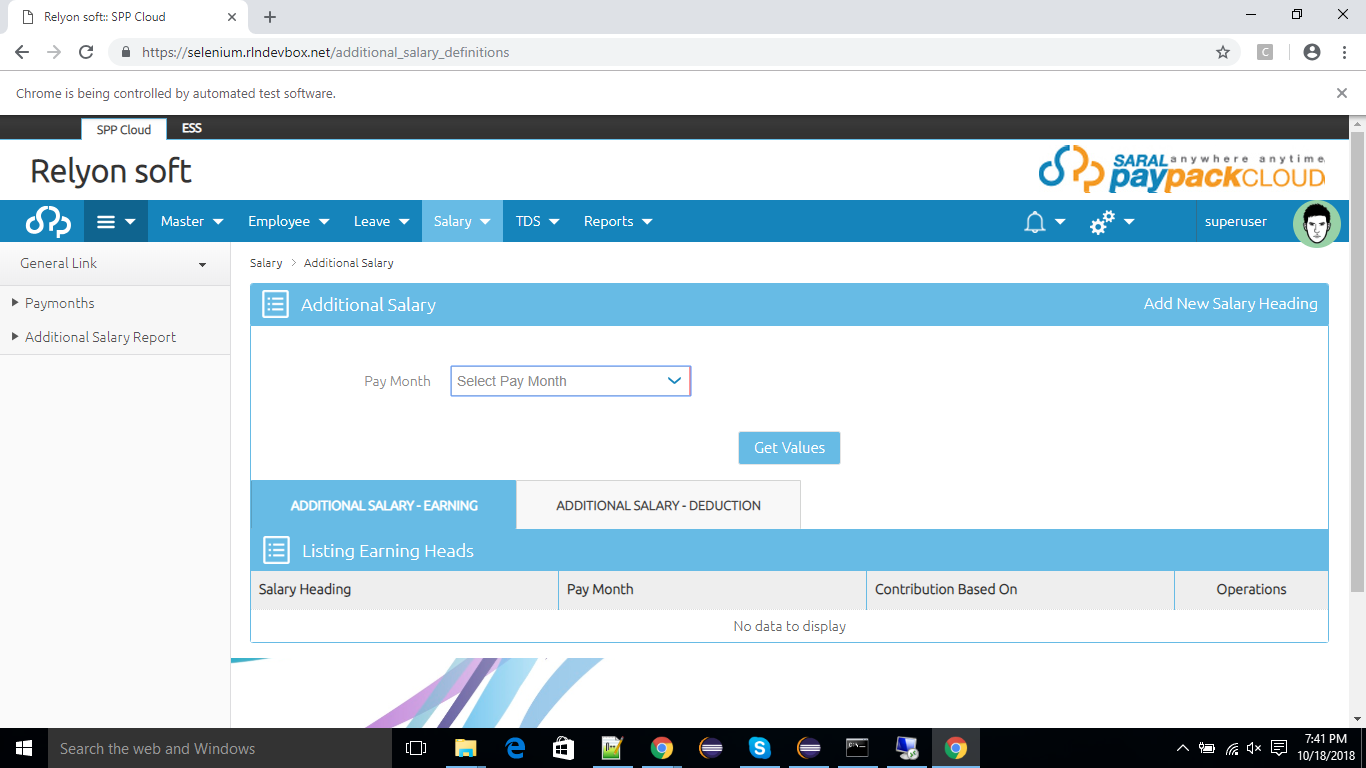 Relyon soft:: SPP Cloud
https://selenium.rlndevbox.net/additional_salary_definitions
C
Chrome is being controlled by automated test software.
SPP Cloud ESS
Relyon soft
SARAL anywhere anytime
paypackCLOUD
Master Employee Leave Salary TDS Reports superuser
General Link
Paymonths
Additional Salary Report
Salary > Additional Salary
Additional Salary Add New Salary Heading
Pay Month Select Pay Month
Get Values
ADDITIONAL SALARY - EARNING ADDITIONAL SALARY - DEDUCTION
Listing Earning Heads
Salary Heading Pay Month Contribution Based On Operations
No data to display
Search the web and Windows
7:41 PM
10/18/2018